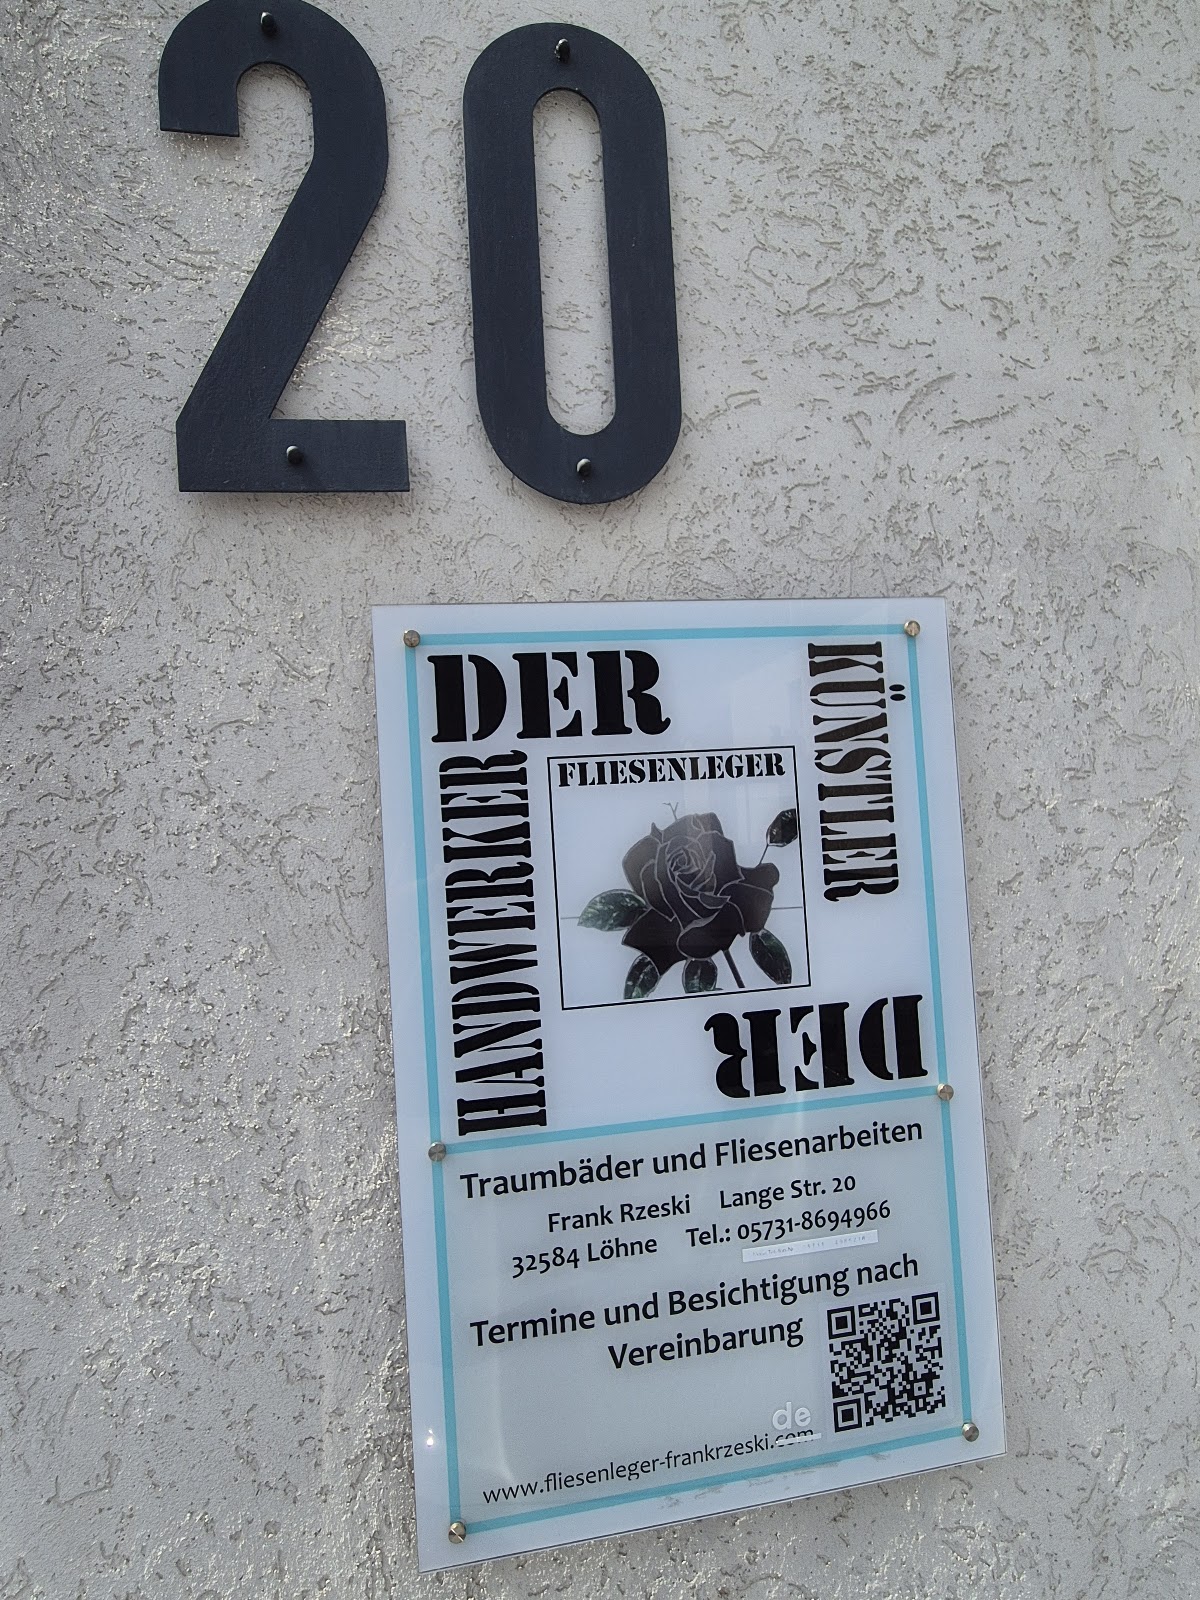 20
DER
HANDWERKER
KÜNSTLER
FLIESENLEGER
DER
Traumbäder und Fliesenarbeiten
Frank Rzeski Lange Str. 20
32584 Löhne Tel.: 05731-8694966
Termine und Besichtigung nach
Vereinbarung
de
www.fliesenleger-frankrzeski.com